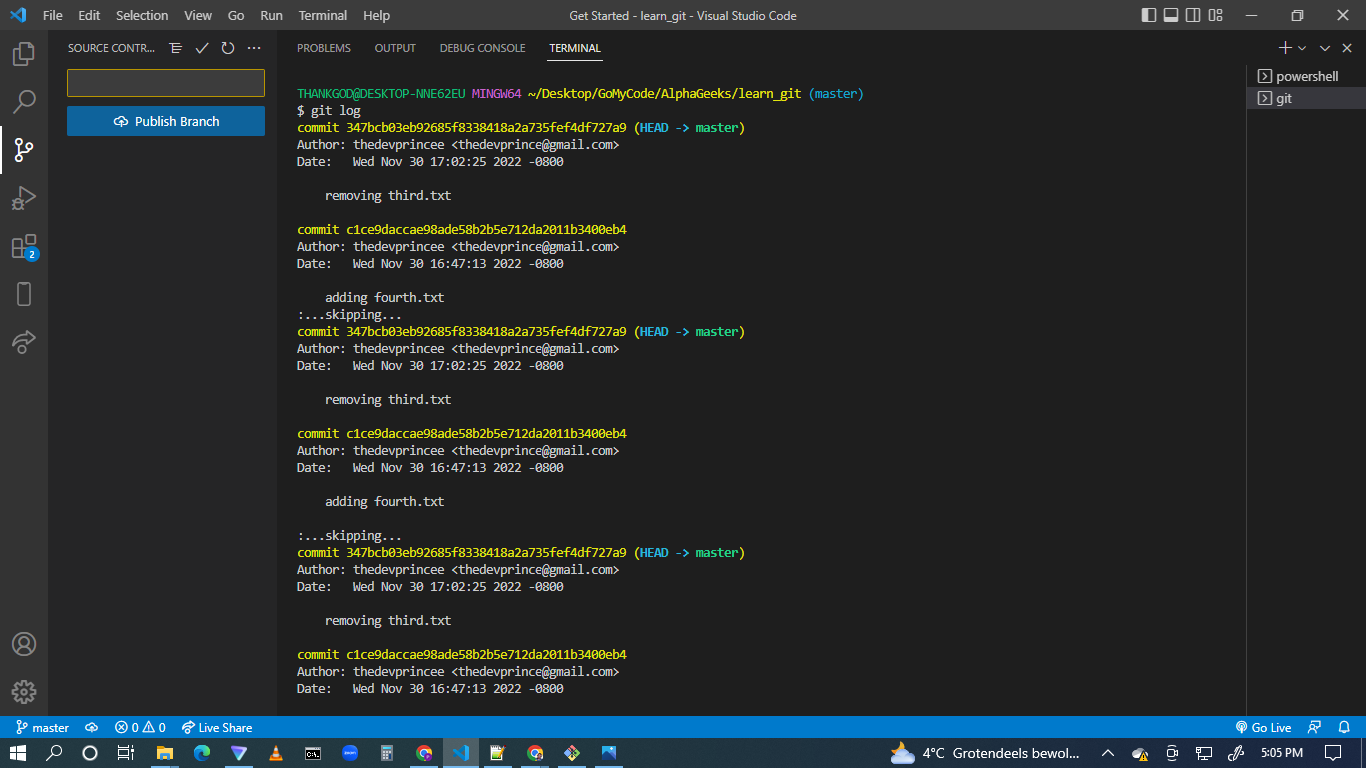 File Edit Selection View Go Run Terminal Help
Get Started - learn_git - Visual Studio Code
SOURCE CONTR...
Publish Branch
2
PROBLEMS OUTPUT DEBUG CONSOLE TERMINAL
powershell
git
THANKGOD@DESKTOP-NNE62EU MINGW64 ~/Desktop/GoMyCode/AlphaGeeks/learn_git (master)
$ git log
commit 347bcb03eb92685f8338418a2a735fef4df727a9 (HEAD -> master)
Author: thedevprincee <thedevprince@gmail.com>
Date:   Wed Nov 30 17:02:25 2022 -0800
removing third.txt
commit c1ce9daccae98ade58b2b5e712da2011b3400eb4
Author: thedevprincee <thedevprince@gmail.com>
Date:   Wed Nov 30 16:47:13 2022 -0800
adding fourth.txt
:...skipping...
commit 347bcb03eb92685f8338418a2a735fef4df727a9 (HEAD -> master)
Author: thedevprincee <thedevprince@gmail.com>
Date:   Wed Nov 30 17:02:25 2022 -0800
removing third.txt
commit c1ce9daccae98ade58b2b5e712da2011b3400eb4
Author: thedevprincee <thedevprince@gmail.com>
Date:   Wed Nov 30 16:47:13 2022 -0800
adding fourth.txt
:...skipping...
commit 347bcb03eb92685f8338418a2a735fef4df727a9 (HEAD -> master)
Author: thedevprincee <thedevprince@gmail.com>
Date:   Wed Nov 30 17:02:25 2022 -0800
removing third.txt
commit c1ce9daccae98ade58b2b5e712da2011b3400eb4
Author: thedevprincee <thedevprince@gmail.com>
Date:   Wed Nov 30 16:47:13 2022 -0800
master 0 0 Live Share
Go Live
4°C Grotendeels bewol...
5:05 PM